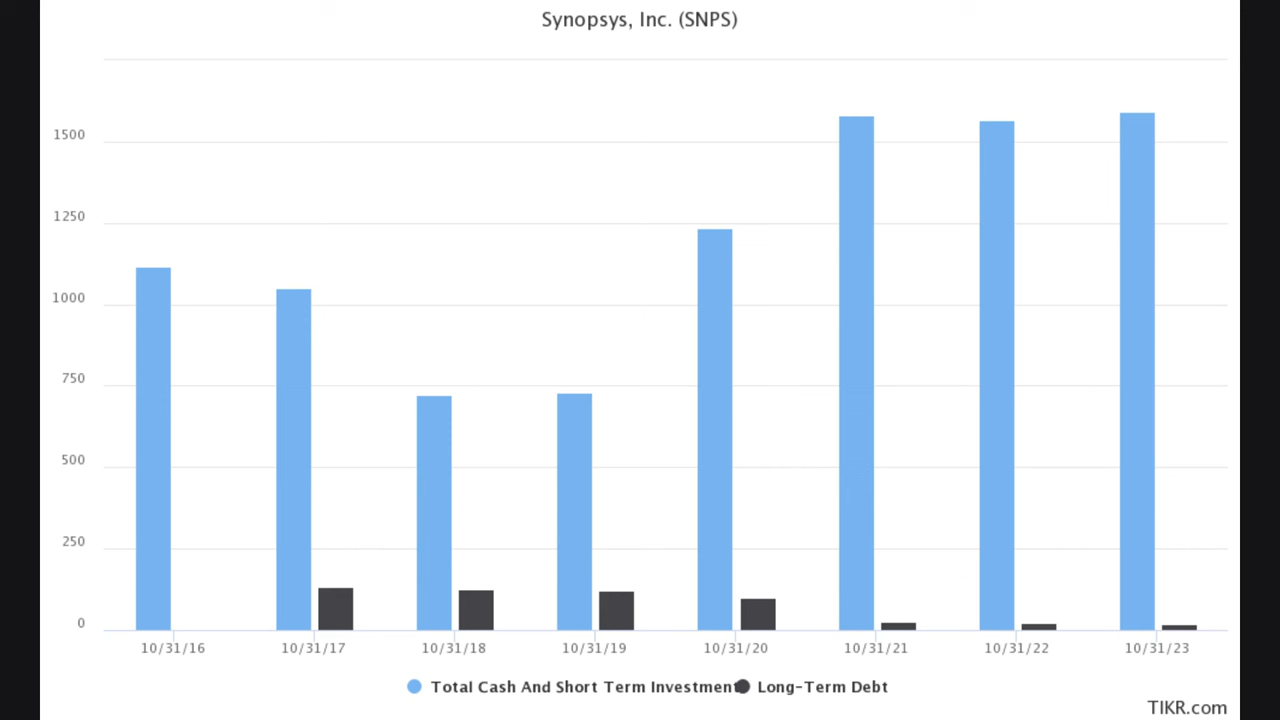 Synopsys, Inc. (SNPS)
1500
1250
1000
750
500
250
0
10/31/16 10/31/17 10/31/18 10/31/19 10/31/20 10/31/21 10/31/22 10/31/23
Total Cash And Short Term Investment Long-Term Debt
TIKR.com